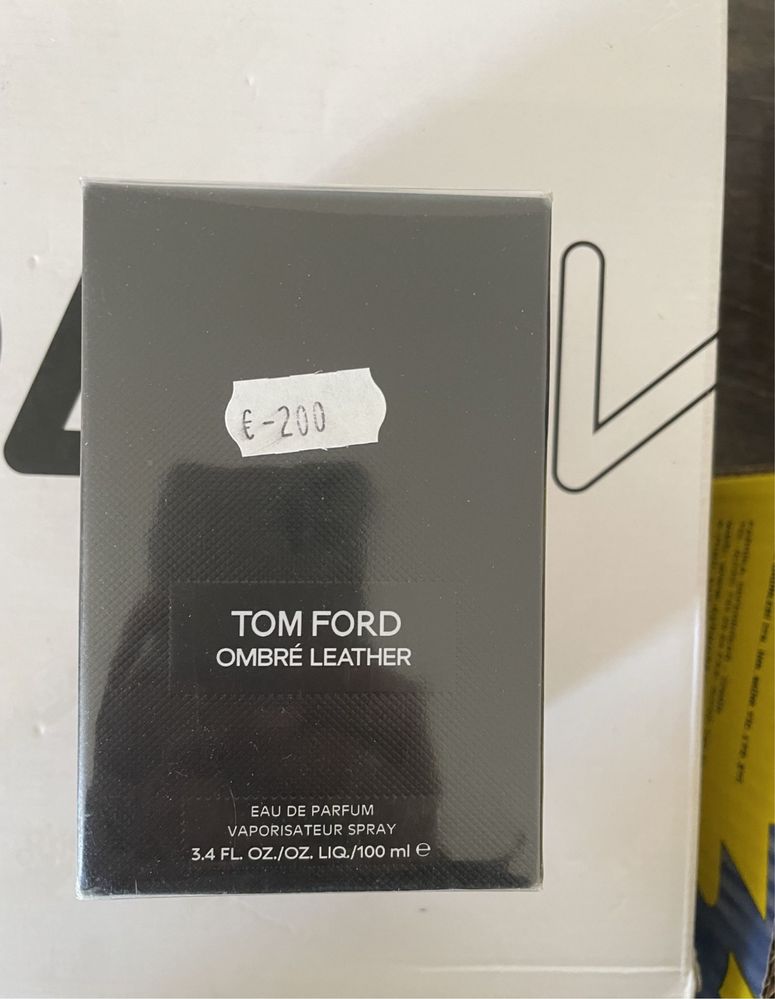 €-200
TOM FORD
OMBRÉ LEATHER
EAU DE PARFUM
VAPORISATEUR SPRAY
3.4 FL. OZ./OZ. LIQ./100 ml ℮